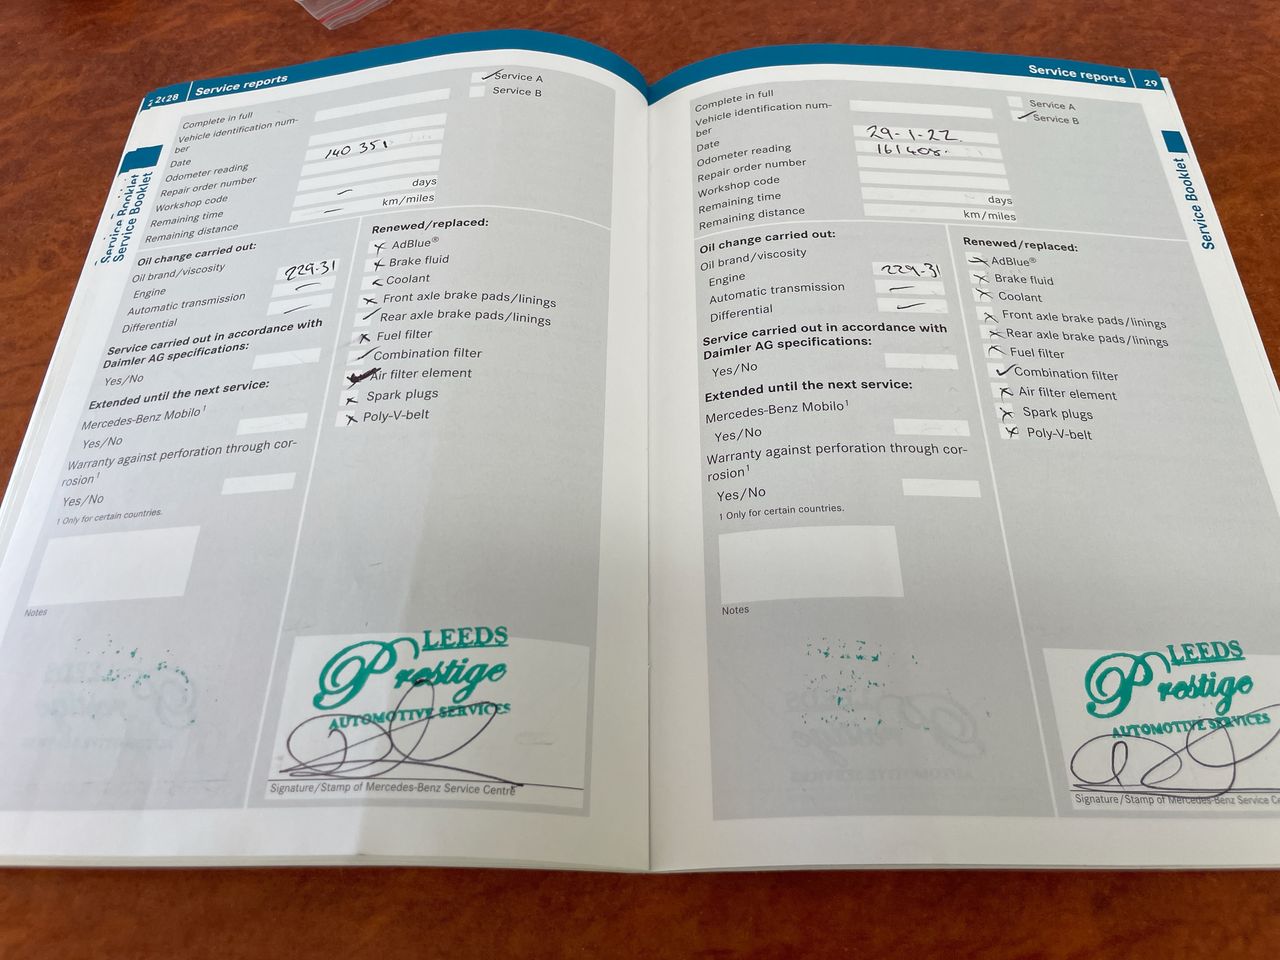 28 Service reports
Service A
Service B
Complete in full
Vehicle identification num-
ber
Date
Odometer reading 140 351
Repair order number
Workshop code
Remaining time — days
Remaining distance — km/miles
Oil change carried out:
Oil brand/viscosity
Engine 229.31
Automatic transmission
Differential
Service carried out in accordance with
Daimler AG specifications:
Yes/No
Extended until the next service:
Mercedes-Benz Mobilo¹
Yes/No
Warranty against perforation through cor-
rosion¹
Yes/No
1 Only for certain countries.
Notes
Renewed/replaced:
AdBlue®
Brake fluid
Coolant
Front axle brake pads/linings
Rear axle brake pads/linings
Fuel filter
Combination filter
Air filter element
Spark plugs
Poly-V-belt
LEEDS
Prestige
AUTOMOTIVE SERVICES
Signature/Stamp of Mercedes-Benz Service Centre
Service Booklet
Service Booklet
Service reports 29
Service A
Service B
Complete in full
Vehicle identification num-
ber
Date 29-1-22
Odometer reading 161408
Repair order number
Workshop code
Remaining time days
Remaining distance km/miles
Oil change carried out:
Oil brand/viscosity
Engine 229-31
Automatic transmission
Differential
Service carried out in accordance with
Daimler AG specifications:
Yes/No
Extended until the next service:
Mercedes-Benz Mobilo¹
Yes/No
Warranty against perforation through cor-
rosion¹
Yes/No
1 Only for certain countries.
Notes
Renewed/replaced:
AdBlue®
Brake fluid
Coolant
Front axle brake pads/linings
Rear axle brake pads/linings
Fuel filter
Combination filter
Air filter element
Spark plugs
Poly-V-belt
LEEDS
Prestige
AUTOMOTIVE SERVICES
Signature/Stamp of Mercedes-Benz Service Ce
Service Booklet